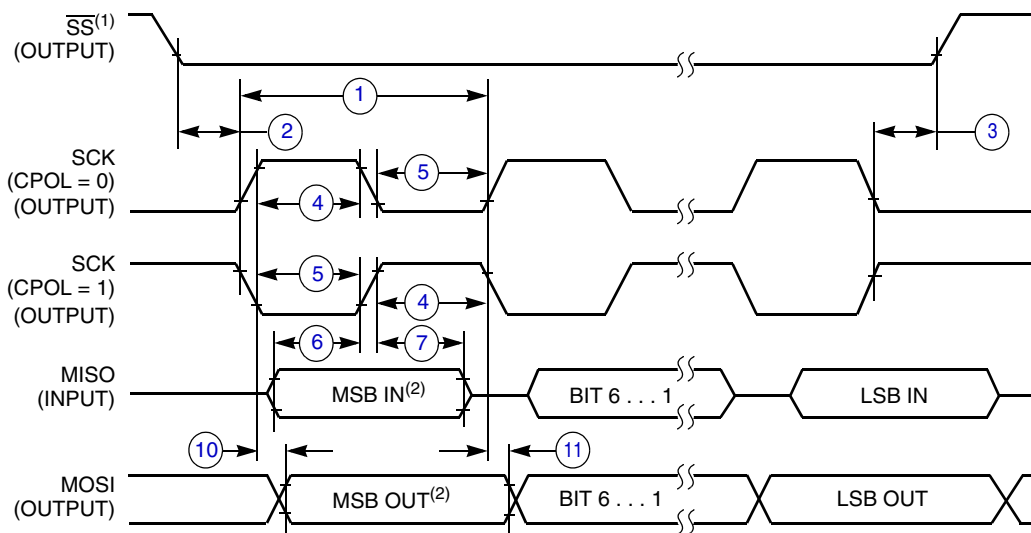 SS(1)
(OUTPUT)
1
2
3
SCK
(CPOL = 0)
(OUTPUT)
5
4
SCK
(CPOL = 1)
(OUTPUT)
5
4
6
7
MISO
(INPUT)
MSB IN(2)
BIT 6 . . . 1
LSB IN
10
11
MOSI
(OUTPUT)
MSB OUT(2)
BIT 6 . . . 1
LSB OUT